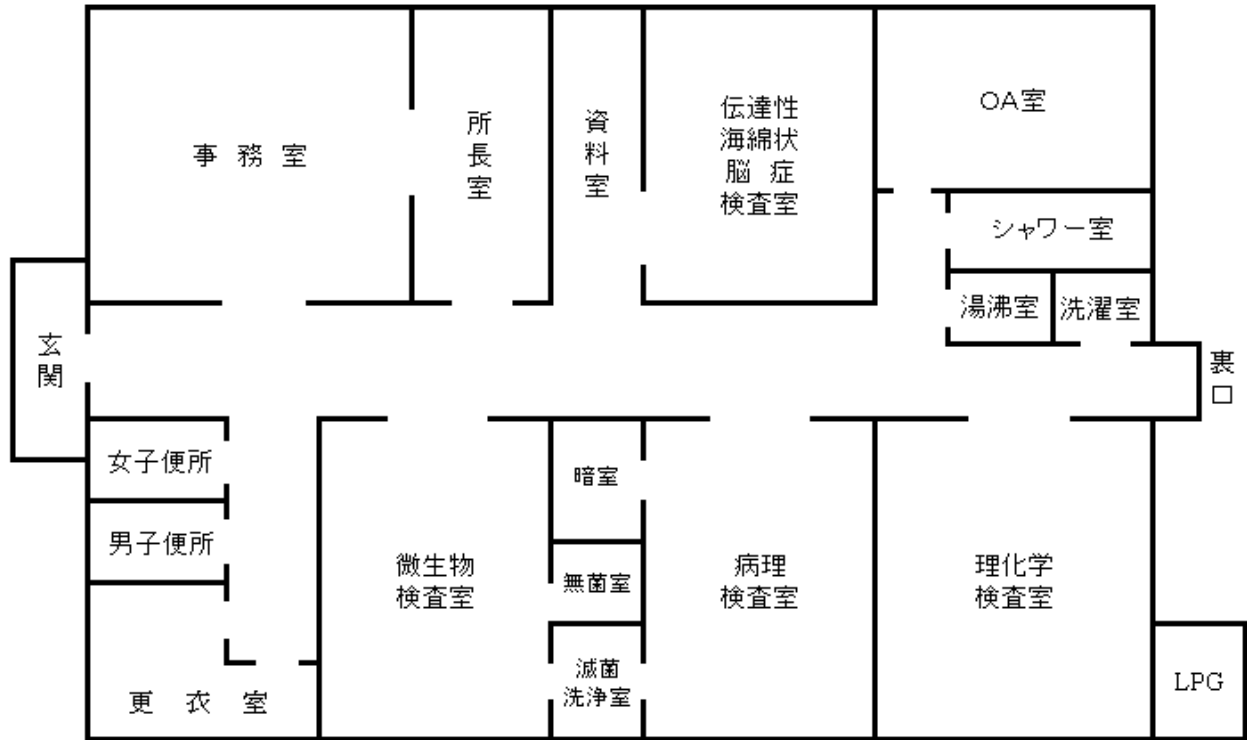 事務室
所長室
資料室
伝達性
海綿状
脳症
検査室
OA室
シャワー室
湯沸室
洗濯室
玄関
裏口
女子便所
男子便所
更衣室
微生物
検査室
暗室
無菌室
滅菌
洗浄室
病理
検査室
理化学
検査室
LPG